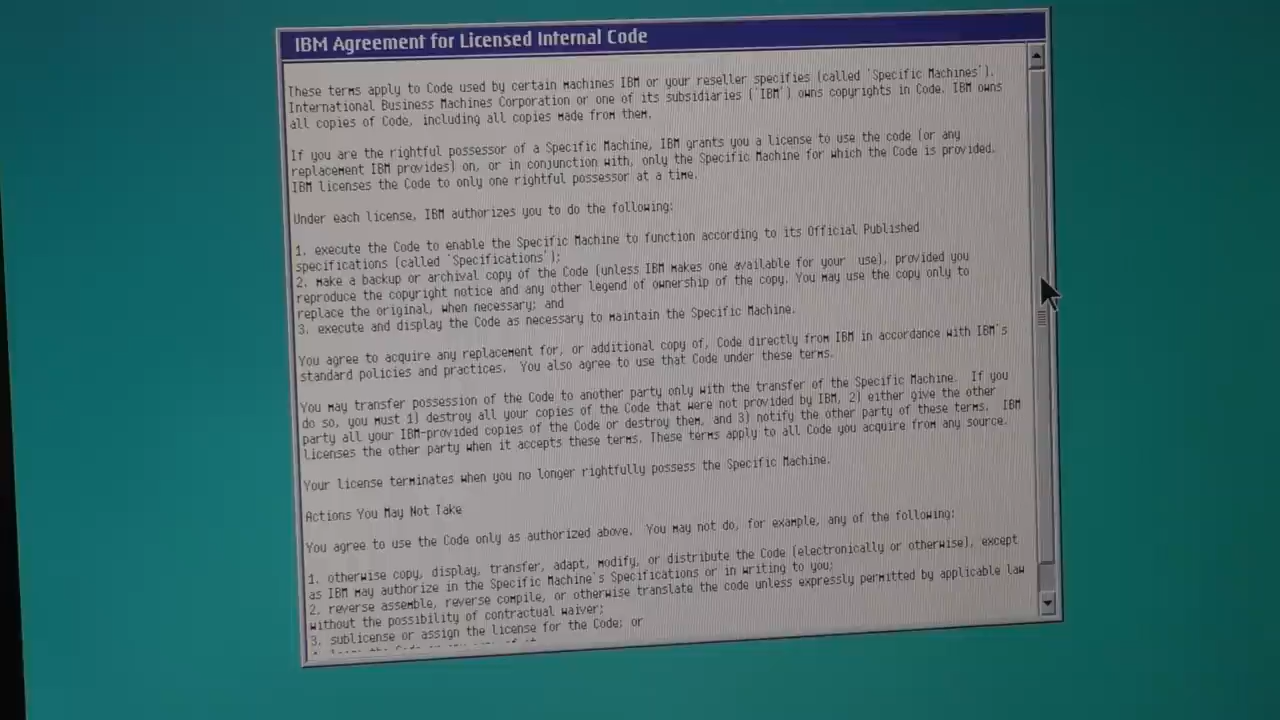 IBM Agreement for Licensed Internal Code
These terms apply to Code used by certain machines IBM or your reseller specifies (called 'Specific Machines').
International Business Machines Corporation or one of its subsidiaries ('IBM') owns copyrights in Code. IBM owns
all copies of Code, including all copies made from them.
If you are the rightful possessor of a Specific Machine, IBM grants you a license to use the code (or any
replacement IBM provides) on, or in conjunction with, only the Specific Machine for which the Code is provided.
IBM licenses the Code to only one rightful possessor at a time.
Under each license, IBM authorizes you to do the following:
1. execute the Code to enable the Specific Machine to function according to its Official Published
specifications (called 'Specifications');
2. make a backup or archival copy of the Code (unless IBM makes one available for your  use), provided you
reproduce the copyright notice and any other legend of ownership of the copy. You may use the copy only to
replace the original, when necessary; and
3. execute and display the Code as necessary to maintain the Specific Machine.
You agree to acquire any replacement for, or additional copy of, Code directly from IBM in accordance with IBM's
standard policies and practices.  You also agree to use that Code under these terms.
You may transfer possession of the Code to another party only with the transfer of the Specific Machine.  If you
do so, you must 1) destroy all your copies of the Code that were not provided by IBM, 2) either give the other
party all your IBM-provided copies of the Code or destroy them, and 3) notify the other party of these terms.  IBM
licenses the other party when it accepts these terms. These terms apply to all Code you acquire from any source.
Your license terminates when you no longer rightfully possess the Specific Machine.
Actions You May Not Take
You agree to use the Code only as authorized above.  You may not do, for example, any of the following:
1. otherwise copy, display, transfer, adapt, modify, or distribute the Code (electronically or otherwise), except
as IBM may authorize in the Specific Machine's Specifications or in writing to you;
2. reverse assemble, reverse compile, or otherwise translate the code unless expressly permitted by applicable law
without the possibility of contractual waiver;
3. sublicense or assign the license for the Code; or